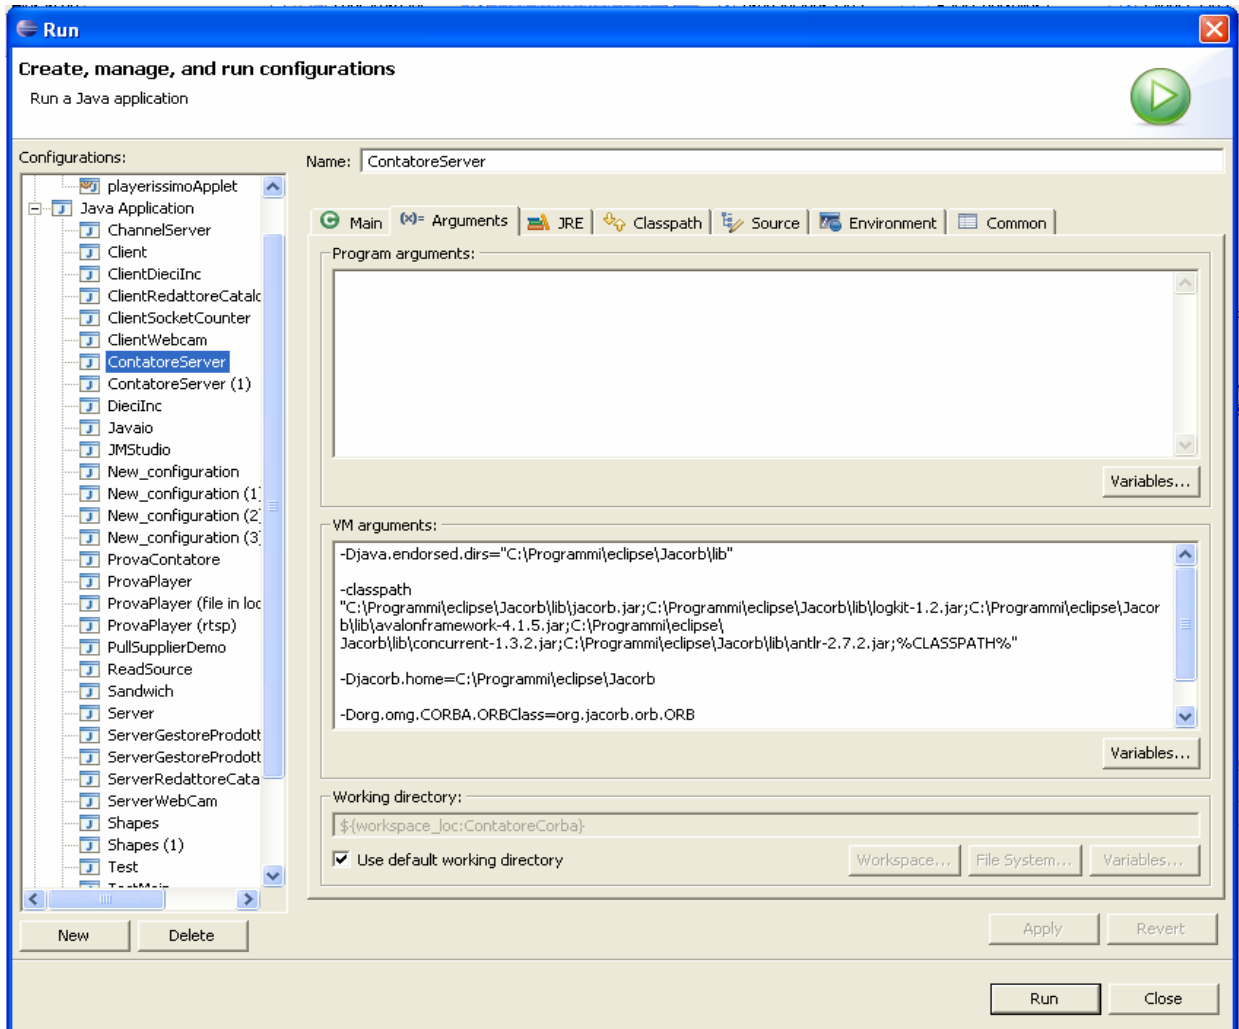 Run
Create, manage, and run configurations
Run a Java application
Configurations:
playerissimoApplet
Java Application
ChannelServer
Client
ClientDieciInc
ClientRedattoreCatalo
ClientSocketCounter
ClientWebcam
ContatoreServer
ContatoreServer (1)
DieciInc
Javaio
JMStudio
New_configuration
New_configuration (1)
New_configuration (2)
New_configuration (3)
ProvaContatore
ProvaPlayer
ProvaPlayer (file in loc
ProvaPlayer (rtsp)
PullSupplierDemo
ReadSource
Sandwich
Server
ServerGestoreProdott
ServerGestoreProdott
ServerRedattoreCata
ServerWebCam
Shapes
Shapes (1)
Test
TestMain
New Delete
Name: ContatoreServer
Main (x)= Arguments JRE Classpath Source Environment Common
Program arguments:
Variables...
VM arguments:
-Djava.endorsed.dirs="C:\Programmi\eclipse\Jacorb\lib"
-classpath
"C:\Programmi\eclipse\Jacorb\lib\jacorb.jar;C:\Programmi\eclipse\Jacorb\lib\logkit-1.2.jar;C:\Programmi\eclipse\Jacor
b\lib\avalonframework-4.1.5.jar;C:\Programmi\eclipse\
Jacorb\lib\concurrent-1.3.2.jar;C:\Programmi\eclipse\Jacorb\lib\antlr-2.7.2.jar;%CLASSPATH%"
-Djacorb.home=C:\Programmi\eclipse\Jacorb
-Dorg.omg.CORBA.ORBClass=org.jacorb.orb.ORB
Variables...
Working directory:
${workspace_loc:ContatoreCorba}
Use default working directory
Workspace... File System... Variables...
Apply Revert
Run Close